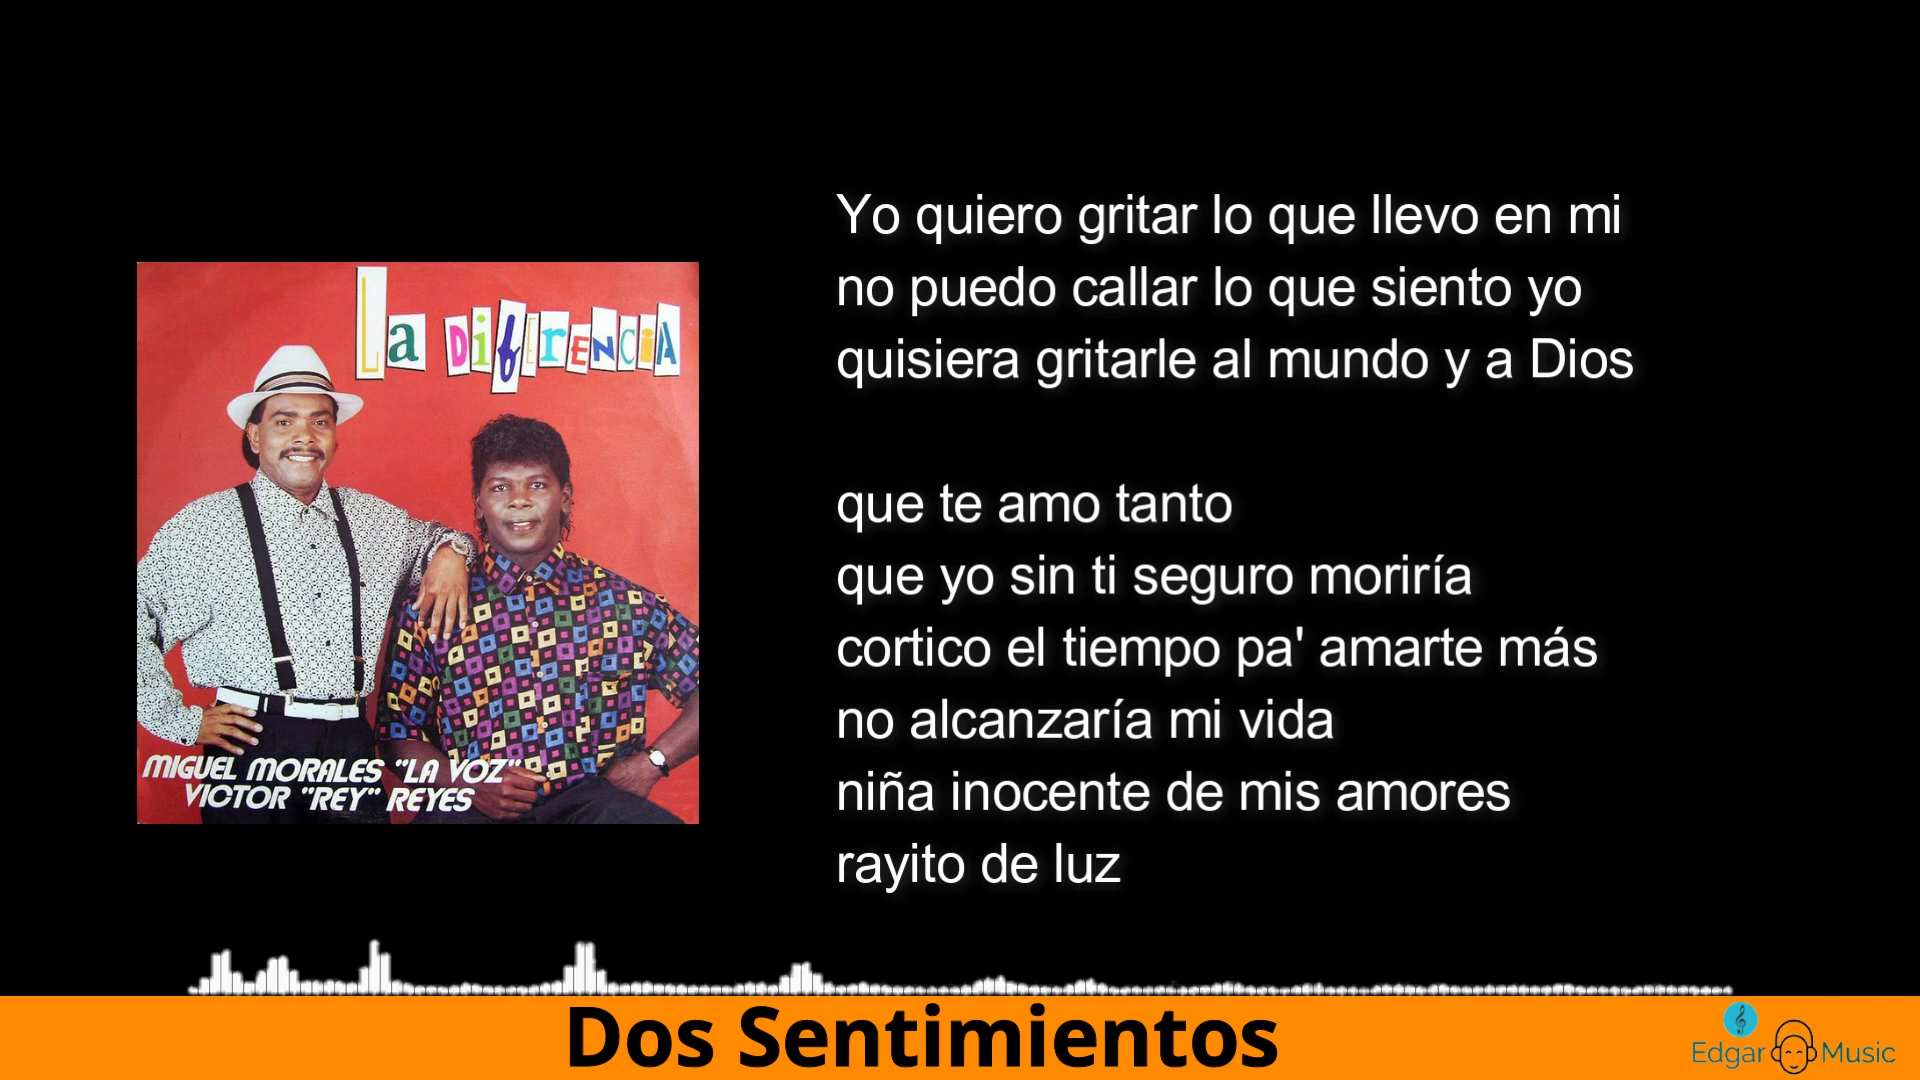 La DifERENCiA
MIGUEL MORALES "LA VOZ"
VICTOR "REY" REYES
Yo quiero gritar lo que llevo en mi
no puedo callar lo que siento yo
quisiera gritarle al mundo y a Dios
que te amo tanto
que yo sin ti seguro moriría
cortico el tiempo pa' amarte más
no alcanzaría mi vida
niña inocente de mis amores
rayito de luz
Dos Sentimientos
Edgar Music